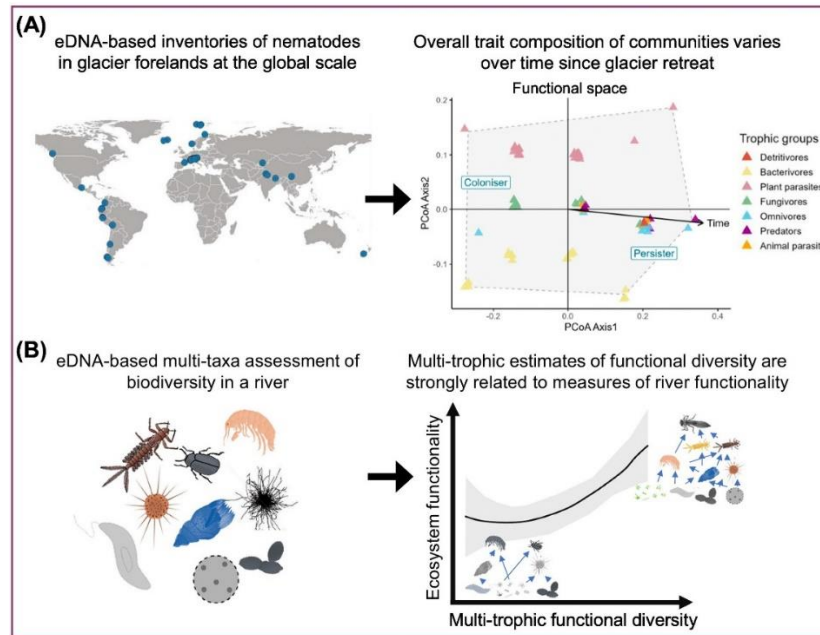 (A)
eDNA-based inventories of nematodes
in glacier forelands at the global scale
Overall trait composition of communities varies
over time since glacier retreat
Functional space
0.2
0.1
0.0
-0.1
PCoA Axis2
Coloniser
Persister
Time
-0.2
0.0
0.2
0.4
PCoA Axis1
Trophic groups
Detritivores
Bacterivores
Plant parasites
Fungivores
Omnivores
Predators
Animal parasit
(B)
eDNA-based multi-taxa assessment of
biodiversity in a river
Multi-trophic estimates of functional diversity are
strongly related to measures of river functionality
Ecosystem functionality
Multi-trophic functional diversity